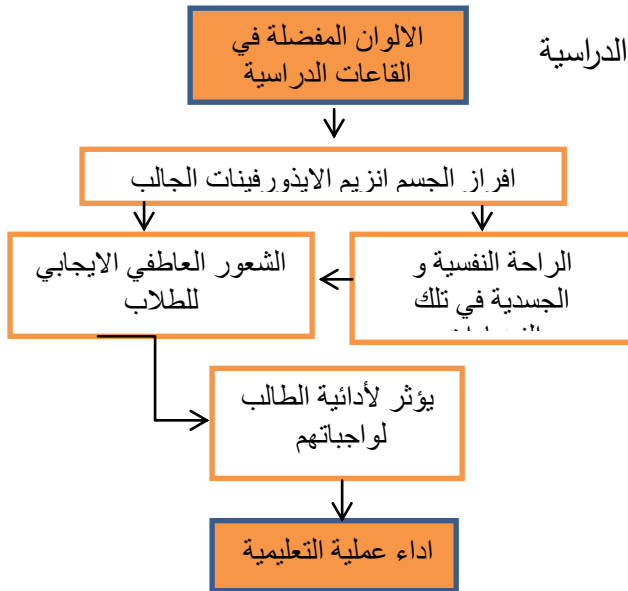 الالوان المفضلة في
القاعات الدراسية
الدراسية
افراز الجسم انزيم الايذورفينات الجالب
الراحة النفسية و
الجسدية في تلك
الشعور العاطفي الايجابي
للطلاب
يؤثر لأدائية الطالب
لواجباتهم
اداء عملية التعليمية